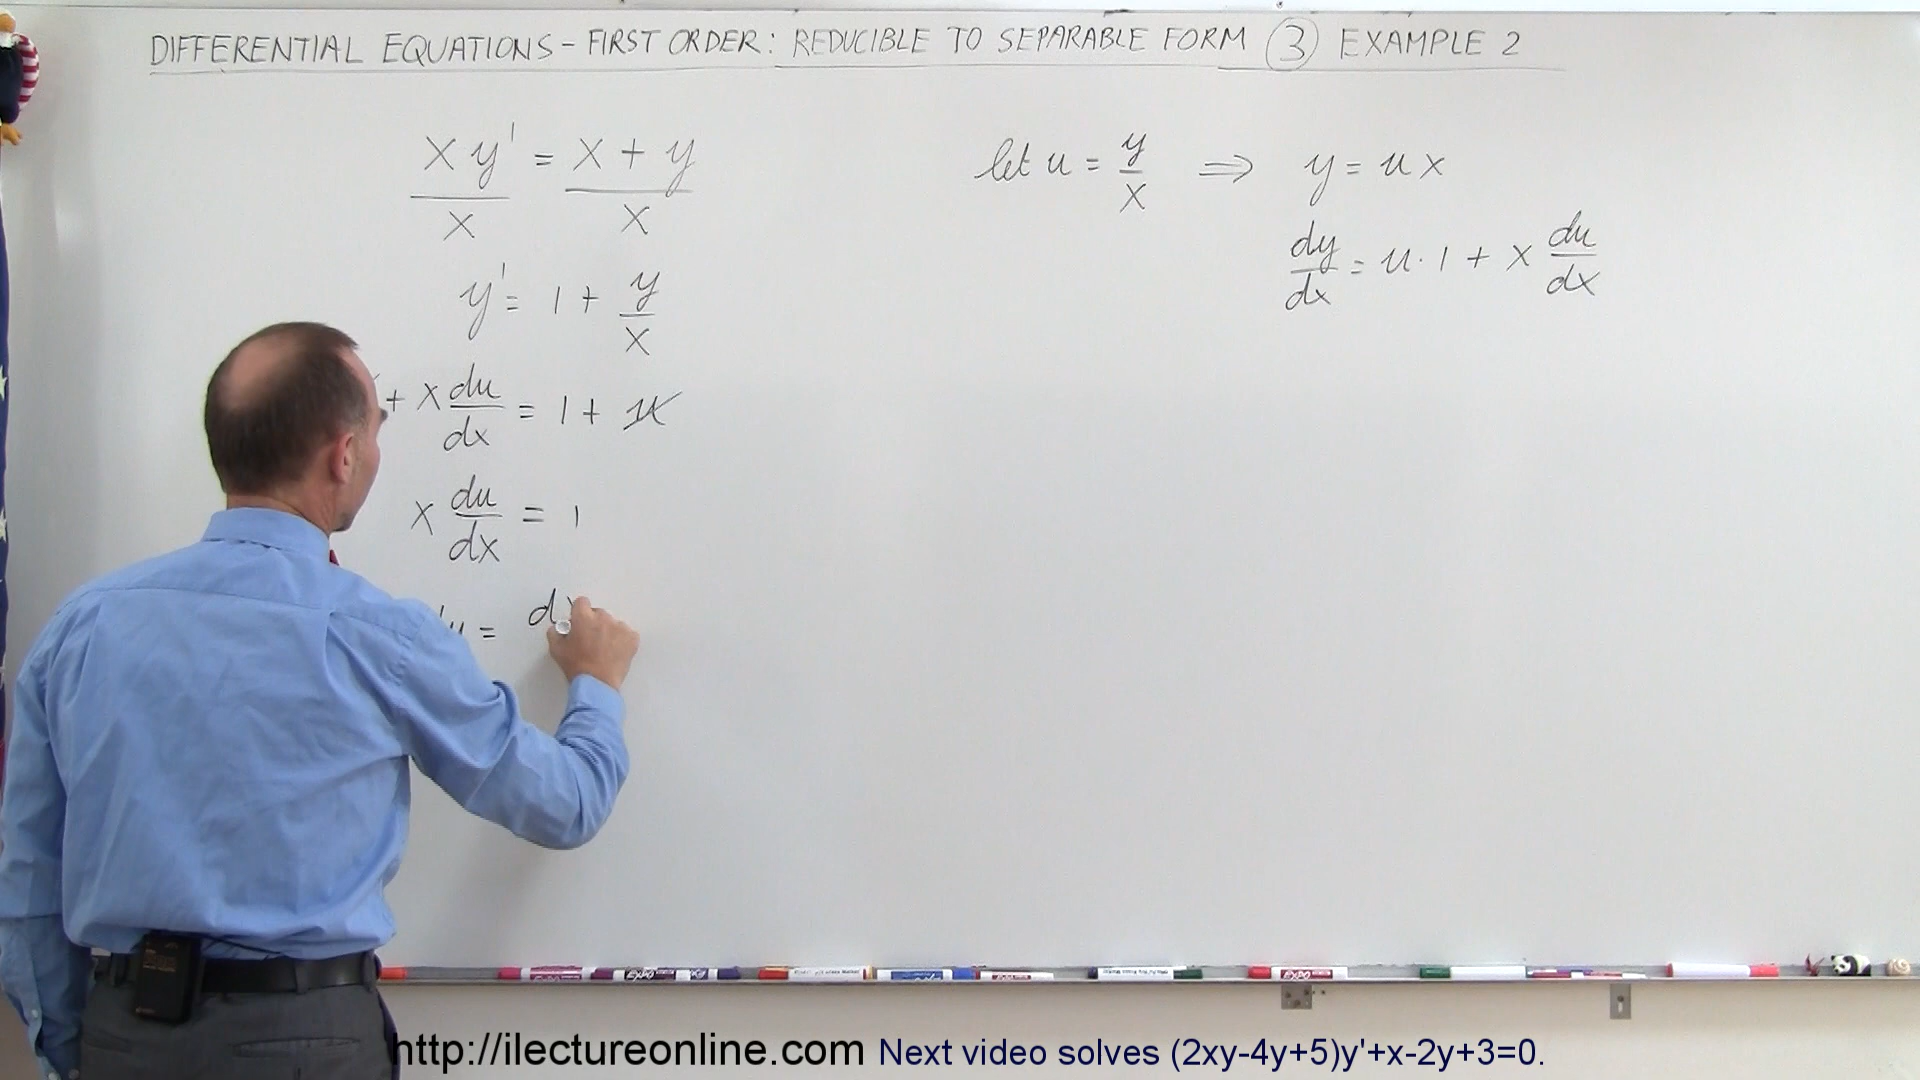 DIFFERENTIAL EQUATIONS - FIRST ORDER: REDUCIBLE TO SEPARABLE FORM (3) EXAMPLE 2
x y' = x + y
x x
y' = 1 + y/x
+ x du/dx = 1 + u
x du/dx = 1
u = d
let u = y/x ⇒ y = u x
dy/dx = u · 1 + x du/dx
EXPO
http://ilectureonline.com Next video solves (2xy-4y+5)y'+x-2y+3=0.